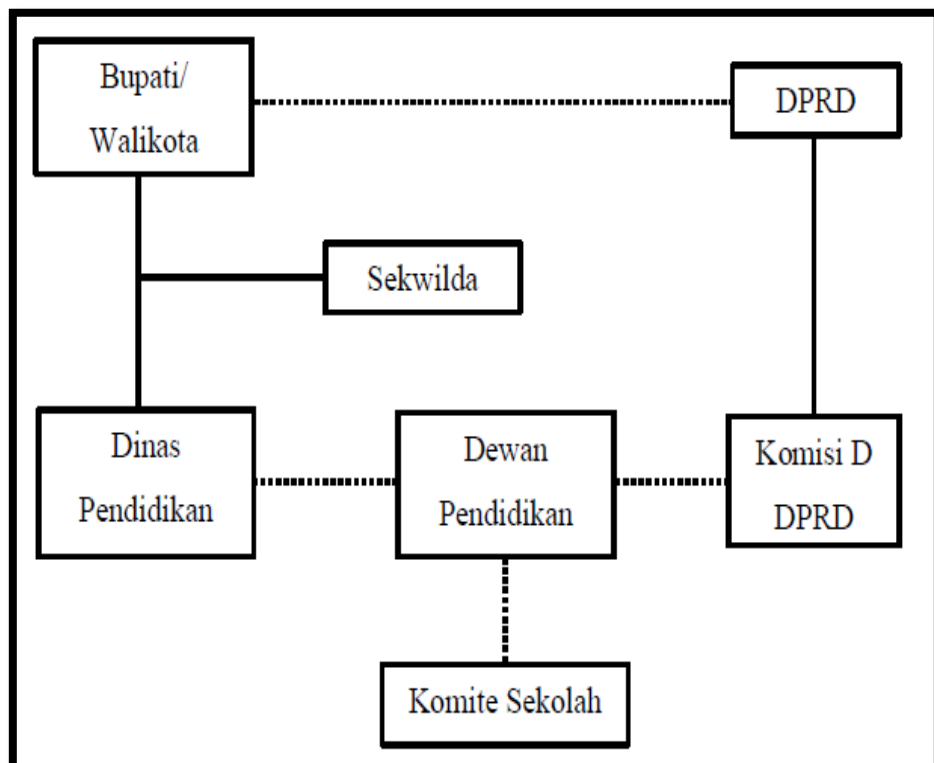 Bupati/
Walikota
DPRD
Sekwilda
Dinas
Pendidikan
Dewan
Pendidikan
Komisi D
DPRD
Komite Sekolah